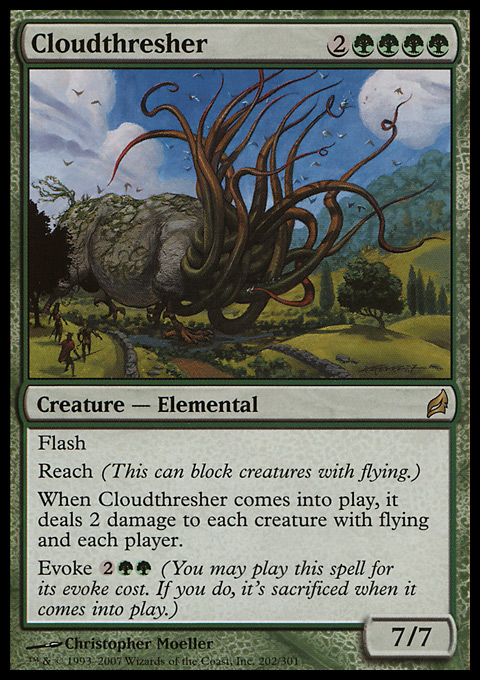 Cloudthresher 2
Creature — Elemental
Flash
Reach (This can block creatures with flying.)
When Cloudthresher comes into play, it
deals 2 damage to each creature with flying
and each player.
Evoke 2 (You may play this spell for
its evoke cost. If you do, it's sacrificed when it
comes into play.)
7/7
Christopher Moeller
™ & © 1993–2007 Wizards of the Coast, Inc. 202/301